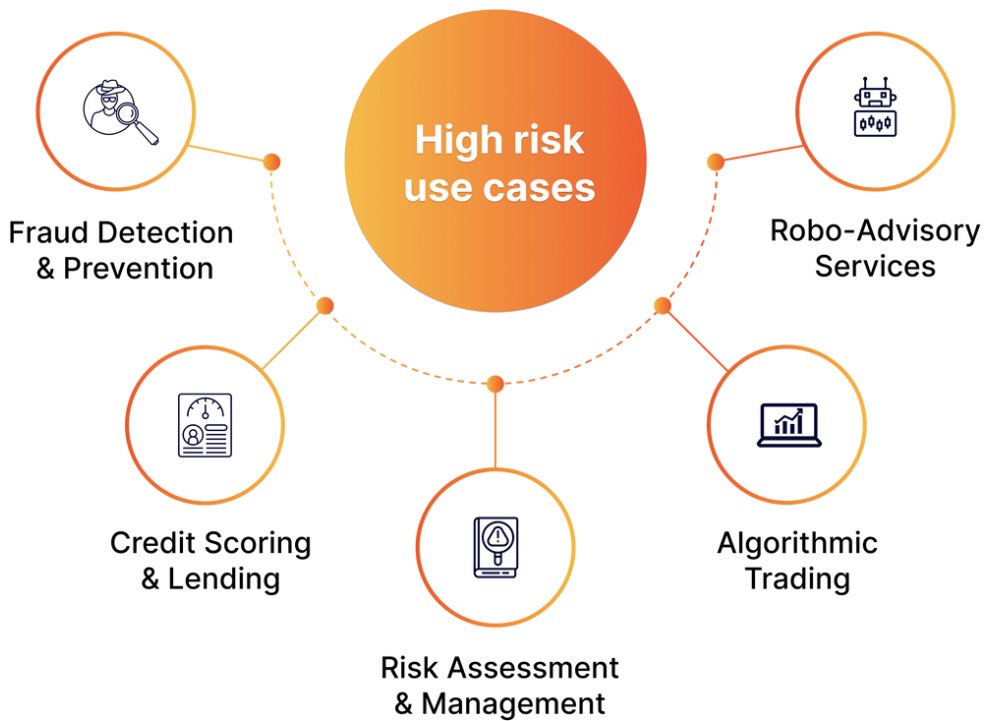 High risk
use cases
Fraud Detection
& Prevention
Credit Scoring
& Lending
Risk Assessment
& Management
Algorithmic
Trading
Robo-Advisory
Services